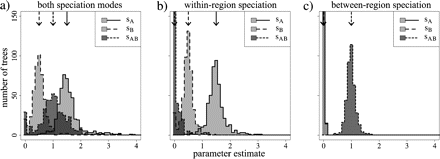 a) both speciation modes
b) within-region speciation
c) between-region speciation
sA
sB
sAB
sA
sB
sAB
sA
sB
sAB
number of trees
0 50 100 150
0 1 2 3 4
0 1 2 3 4
0 1 2 3 4
parameter estimate